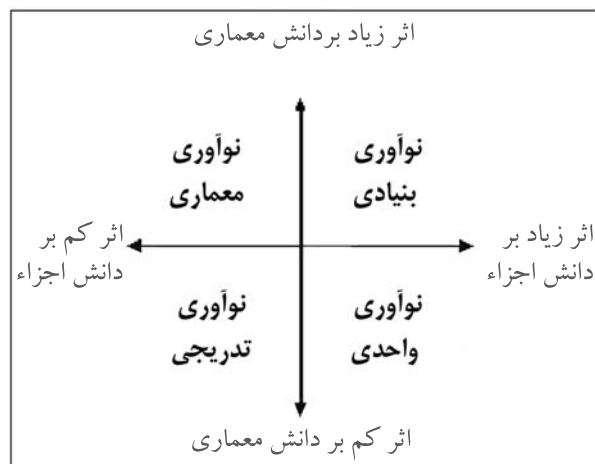 اثر زیاد بردانش معماری
نوآوری
بنیادی
نوآوری
معماری
اثر زیاد بر
دانش اجزاء
اثر کم بر
دانش اجزاء
نوآوری
واحدی
نوآوری
تدریجی
اثر کم بر دانش معماری